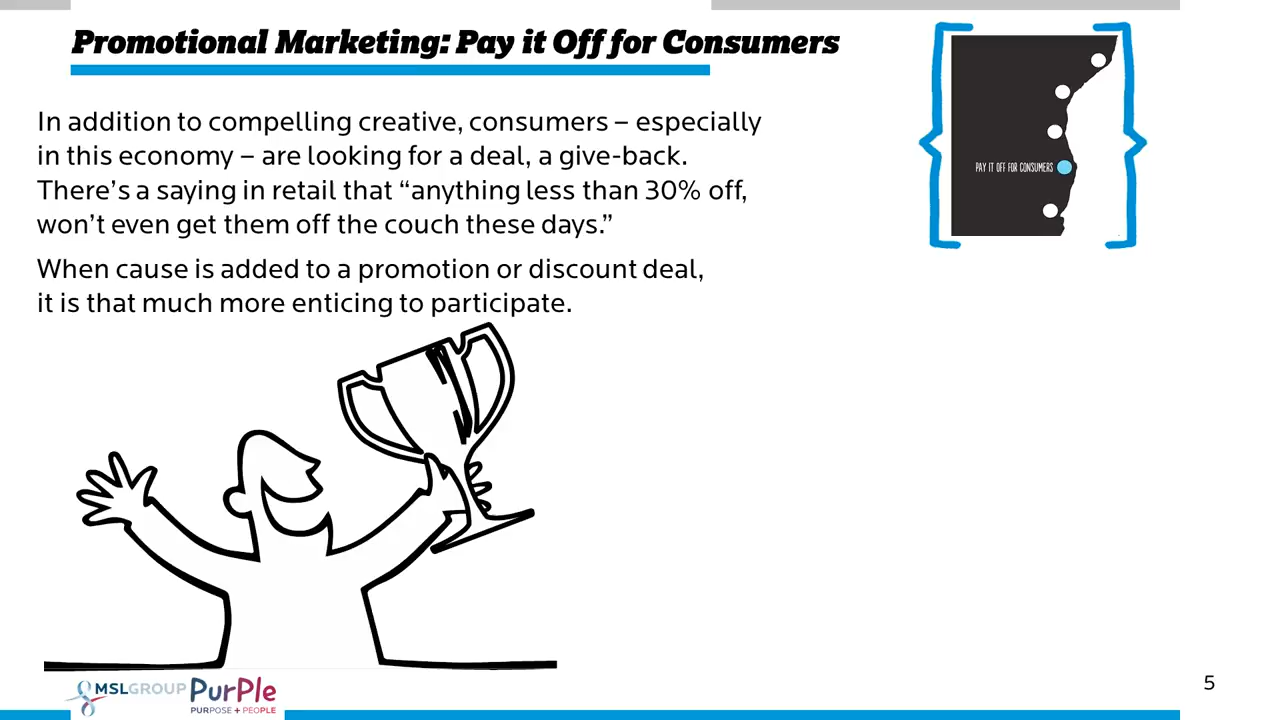 Promotional Marketing: Pay it Off for Consumers
In addition to compelling creative, consumers – especially
in this economy – are looking for a deal, a give-back.
There’s a saying in retail that “anything less than 30% off,
won’t even get them off the couch these days.”
When cause is added to a promotion or discount deal,
it is that much more enticing to participate.
PAY IT OFF FOR CONSUMERS
MSLGROUP PurPle
PURPOSE + PEOPLE
5